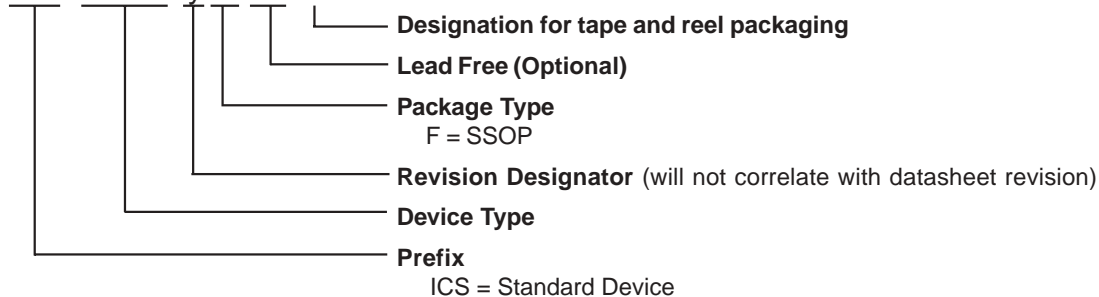 Designation for tape and reel packaging
Lead Free (Optional)
Package Type
F = SSOP
Revision Designator (will not correlate with datasheet revision)
Device Type
Prefix
ICS = Standard Device